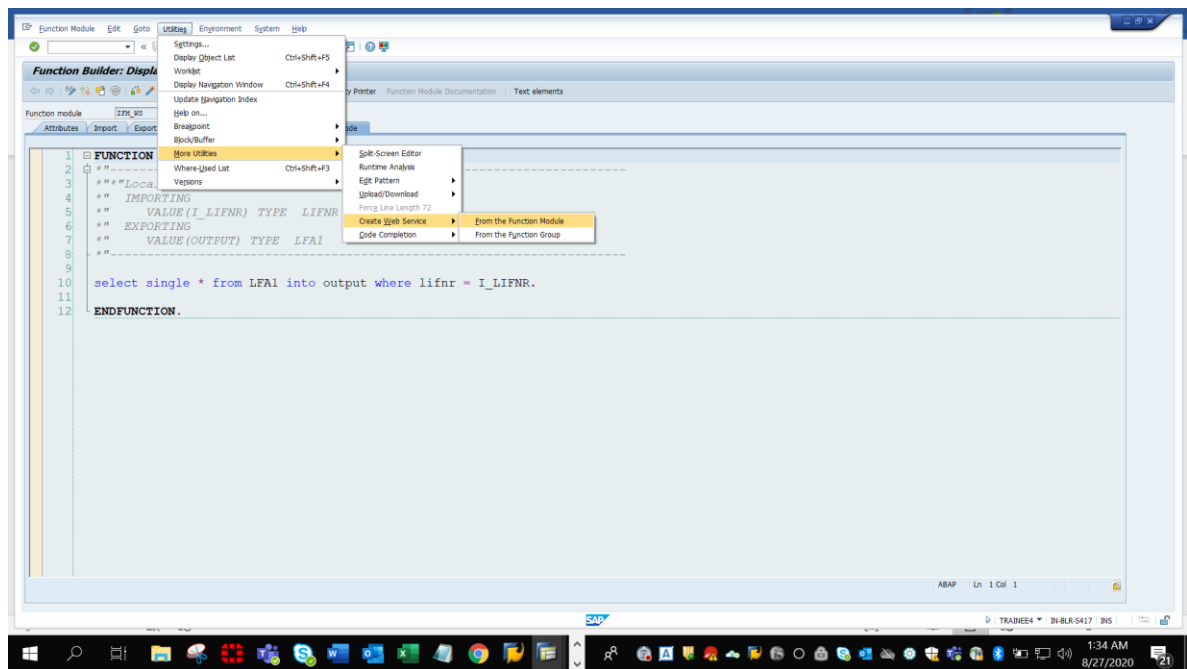 Function Module Edit Goto Utilities Environment System Help
Function Builder: Displa
Printer Function Module Documentation Text elements
Function module ZFM_WS
Attributes Import Export
Settings...
Display Object List Ctrl+Shift+F5
Worklist
Display Navigation Window Ctrl+Shift+F4
Update Navigation Index
Help on...
Breakpoint
Block/Buffer
More Utilities
Where-Used List Ctrl+Shift+F3
Versions
Split-Screen Editor
Runtime Analysis
Edit Pattern
Upload/Download
Force Line Length 72
Create Web Service
Code Completion
From the Function Module
From the Function Group
1 FUNCTION
2 *"----------------------------------------------------------------------
3 *"*"Loca
4 *" IMPORTING
5 *" VALUE(I_LIFNR) TYPE LIFNR
6 *" EXPORTING
7 *" VALUE(OUTPUT) TYPE LFA1
8 *"----------------------------------------------------------------------
9
10 select single * from LFA1 into output where lifnr = I_LIFNR.
11
12 ENDFUNCTION.
ABAP Ln 1 Col 1
SAP
TRAINEE4 IN-BLR-S417 INS
1:34 AM
8/27/2020
21